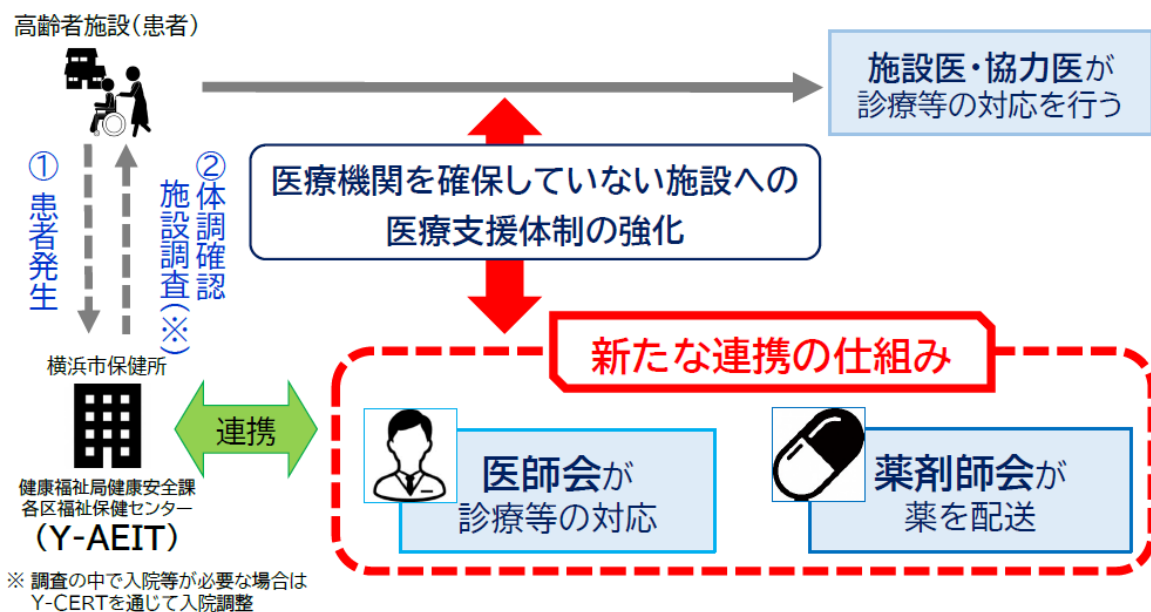 高齢者施設(患者)
施設医・協力医が
診療等の対応を行う
①患者発生
②体調確認
施設調査(※)
医療機関を確保していない施設への
医療支援体制の強化
新たな連携の仕組み
横浜市保健所
連携
医師会が
診療等の対応
薬剤師会が
薬を配送
健康福祉局健康安全課
各区福祉保健センター
(Y-AEIT)
※ 調査の中で入院等が必要な場合は
Y-CERTを通じて入院調整